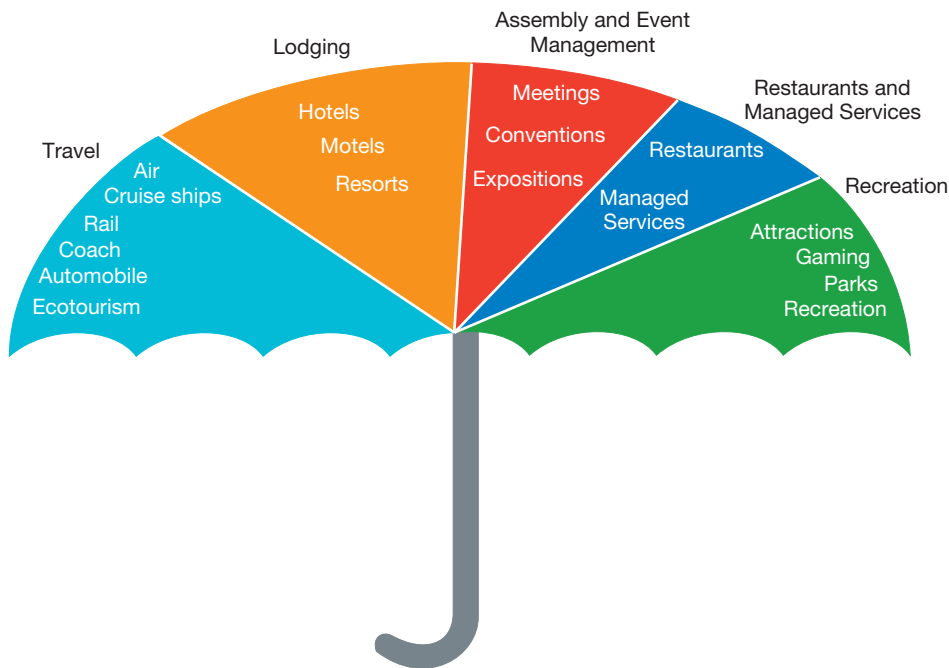 Travel
Air
Cruise ships
Rail
Coach
Automobile
Ecotourism
Lodging
Hotels
Motels
Resorts
Assembly and Event
Management
Meetings
Conventions
Expositions
Restaurants and
Managed Services
Restaurants
Managed
Services
Recreation
Attractions
Gaming
Parks
Recreation